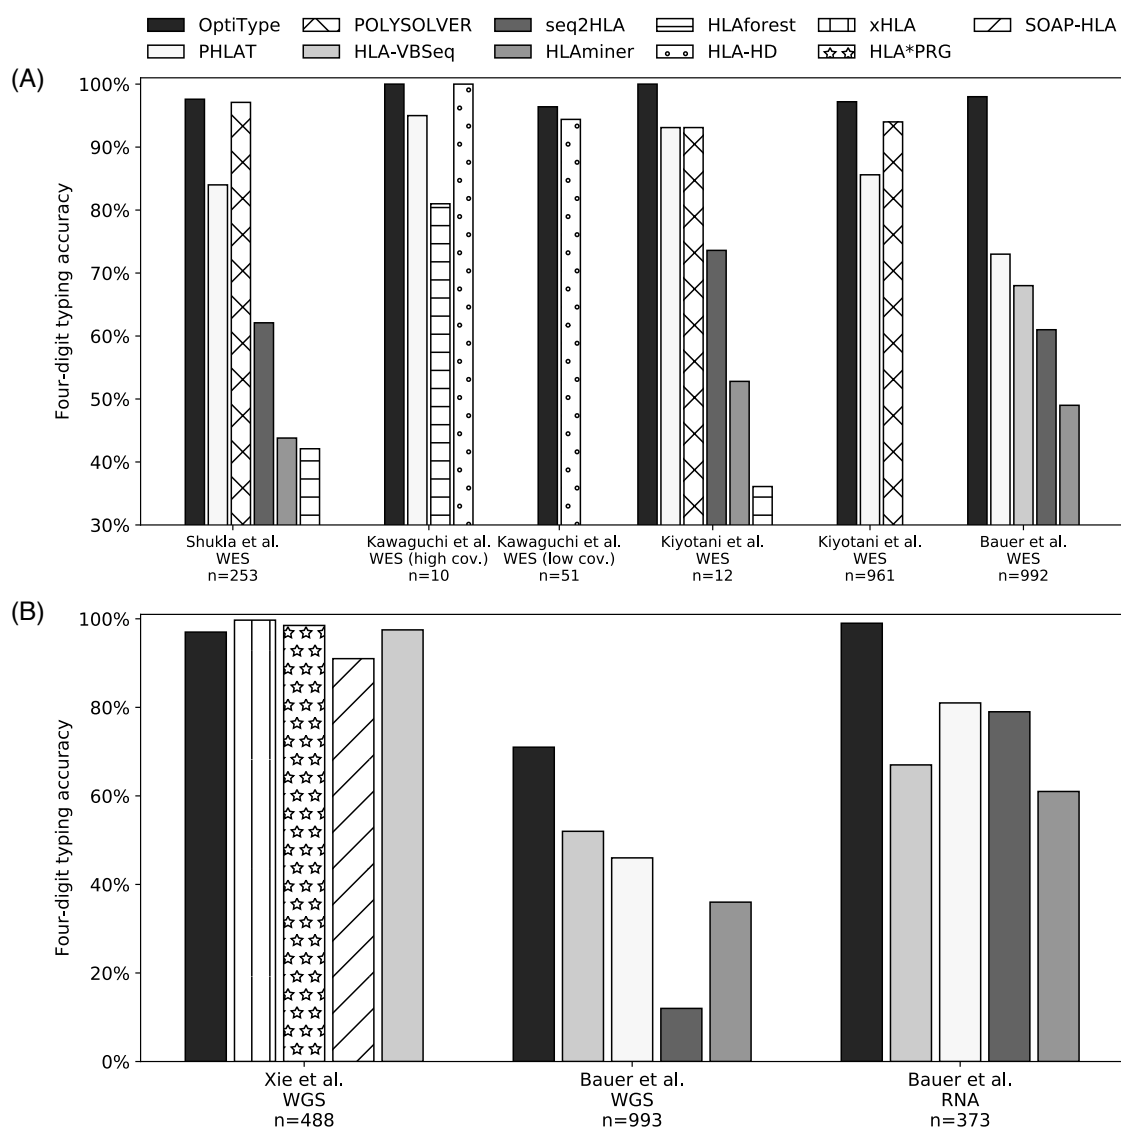 OptiType POLYSOLVER seq2HLA HLAforest xHLA SOAP-HLA
PHLAT HLA-VBSeq HLAminer HLA-HD HLA*PRG
(A)
Four-digit typing accuracy
100%
90%
80%
70%
60%
50%
40%
30%
Shukla et al. Kawaguchi et al. Kawaguchi et al. Kiyotani et al. Kiyotani et al. Bauer et al.
WES WES (high cov.) WES (low cov.) WES WES WES
n=253 n=10 n=51 n=12 n=961 n=992
(B)
Four-digit typing accuracy
100%
80%
60%
40%
20%
0%
Xie et al. Bauer et al. Bauer et al.
WGS WGS RNA
n=488 n=993 n=373